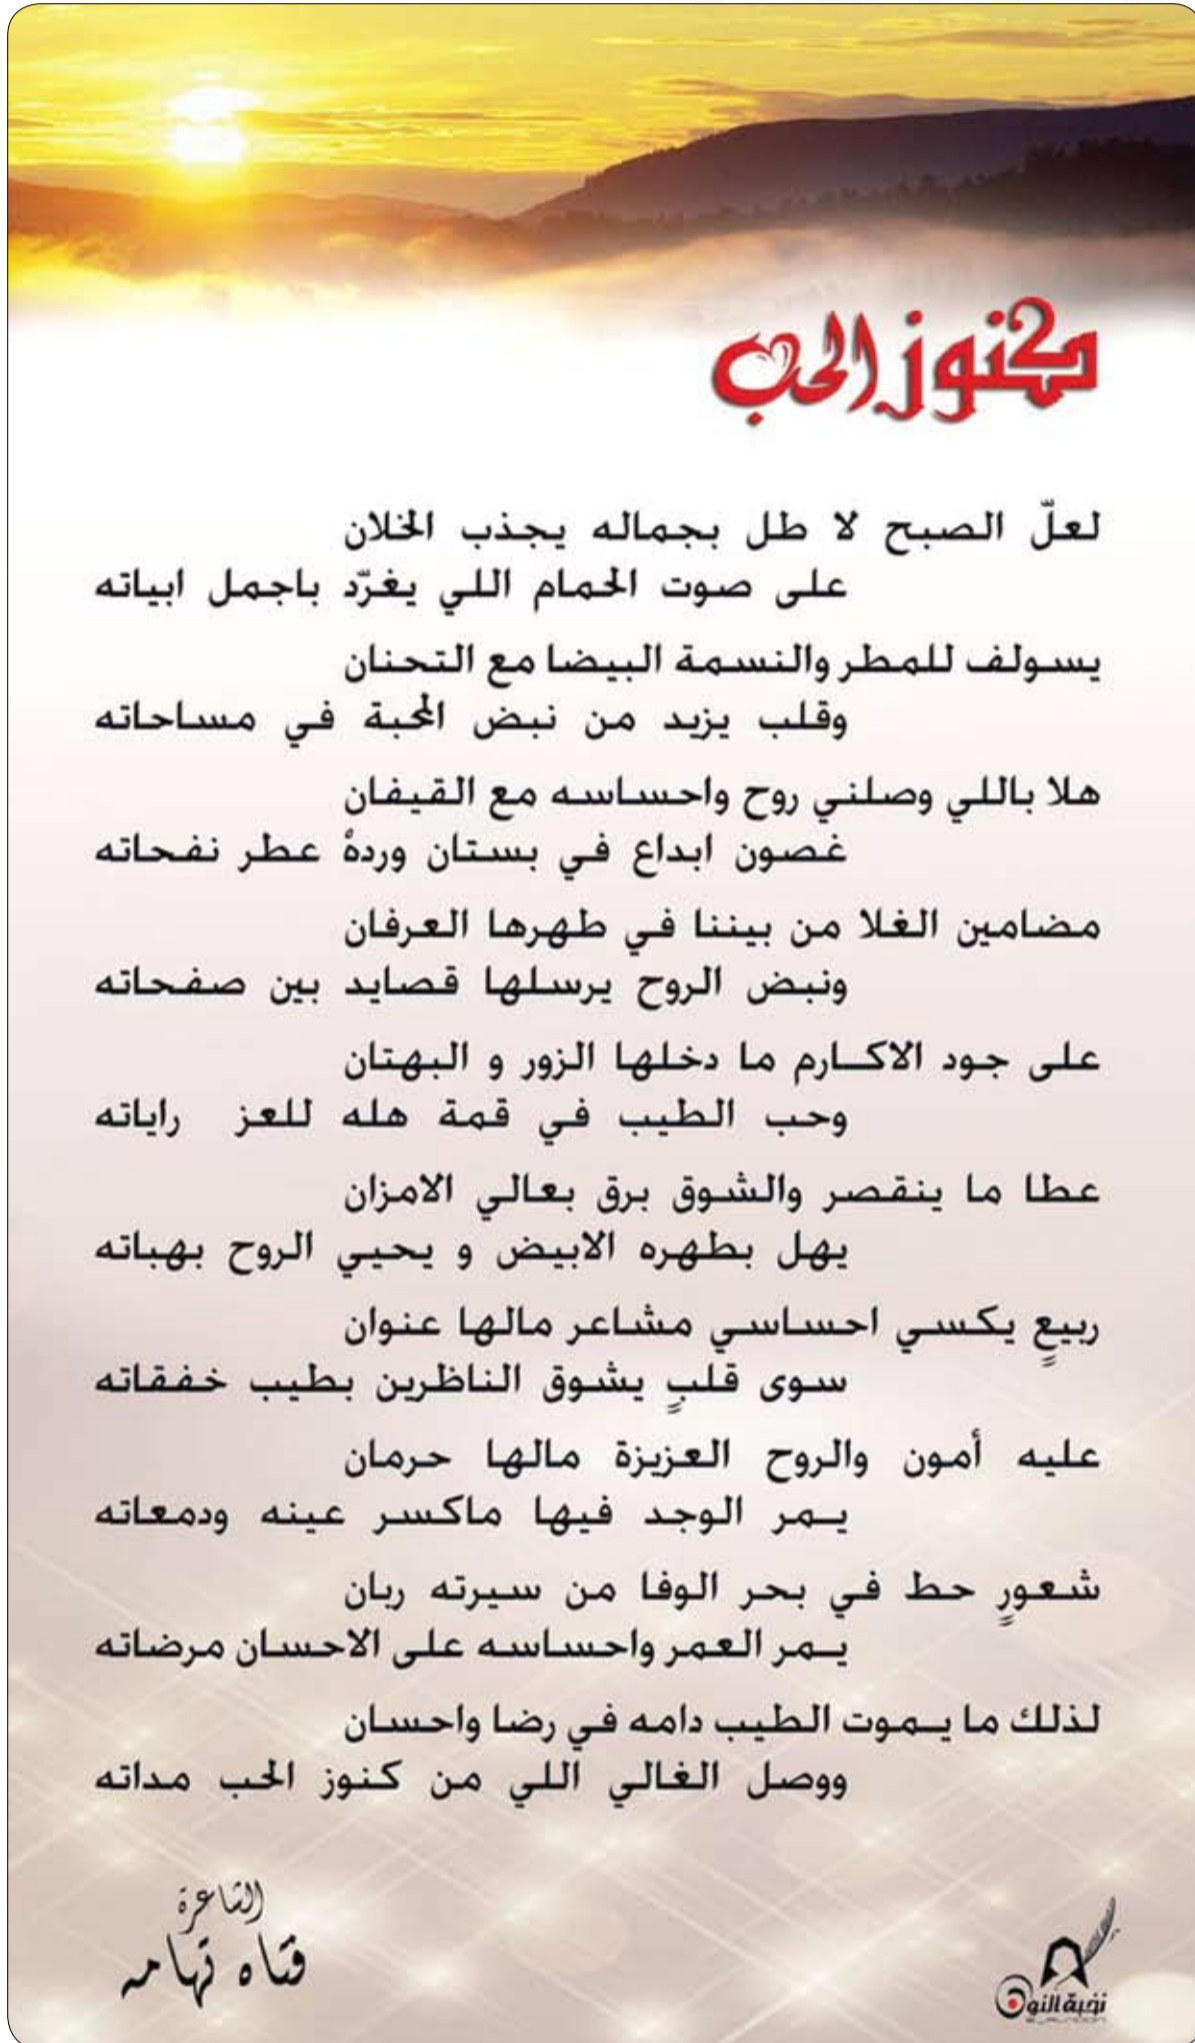 كنوز الحب
لعلّ الصبح لا طل بجماله يجذب الخلان
على صوت الحمام اللي يغرّد باجمل ابياته
يسولف للمطر والنسمة البيضا مع التحنان
وقلب يزيد من نبض المحبة في مساحاته
هلا باللي وصلني روح واحساسه مع القيفان
غصون ابداع في بستان وردهْ عطر نفحاته
مضامين الغلا من بيننا في طهرها العرفان
ونبض الروح يرسلها قصايد بين صفحاته
على جود الاكارم ما دخلها الزور و البهتان
وحب الطيب في قمة هله للعز راياته
عطا ما ينقصر والشوق برق بعالي الامزان
يهل بطهره الابيض و يحيي الروح بهباته
ربيعٍ يكسي احساسي مشاعر مالها عنوان
سوى قلبٍ يشوق الناظرين بطيب خفقاته
عليه أمون والروح العزيزة مالها حرمان
يمر الوجد فيها ماكسر عينه ودمعاته
شعورٍ حط في بحر الوفا من سيرته ربان
يمر العمر واحساسه على الاحسان مرضاته
لذلك ما يموت الطيب دامه في رضا واحسان
ووصل الغالي اللي من كنوز الحب مداته
الشاعرة
فتاه تهامه
نخبة النون